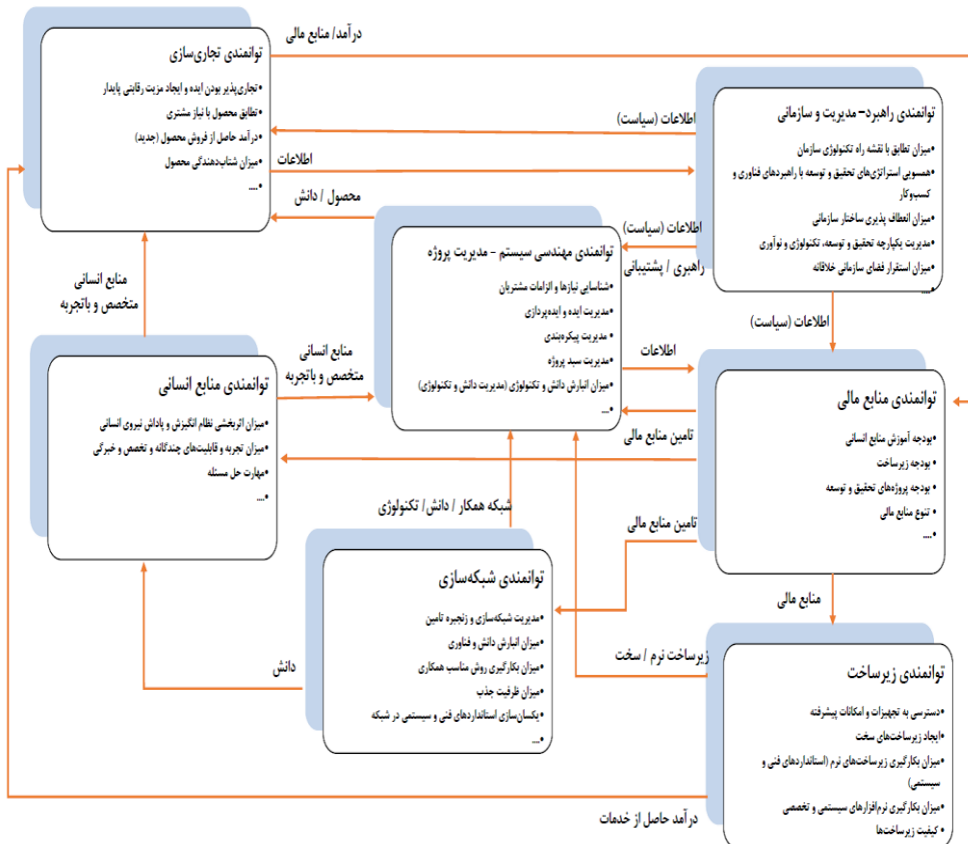 درآمد/ منابع مالی
توانمندی تجاری‌سازی
•تجاری‌پذیر بودن ایده و ایجاد مزیت رقابتی پایدار
•تطابق محصول با نیاز مشتری
•درآمد حاصل از فروش محصول (جدید)
•میزان شتاب‌دهندگی محصول
•....
توانمندی راهبرد- مدیریت و سازمانی
•میزان تطابق با نقشه راه تکنولوژی سازمان
•همسویی استراتژی‌های تحقیق و توسعه با راهبردهای فناوری و
کسب‌وکار
•میزان انعطاف پذیری ساختار سازمانی
•مدیریت یکپارچه تحقیق و توسعه، تکنولوژی و نوآوری
•میزان استقرار فضای سازمانی خلاقانه
•....
اطلاعات (سیاست)
اطلاعات
محصول / دانش
اطلاعات (سیاست)
راهبری / پشتیبانی
توانمندی مهندسی سیستم - مدیریت پروژه
•شناسایی نیازها و الزامات مشتریان
•مدیریت ایده و ایده‌پردازی
•مدیریت پیکره‌بندی
•مدیریت سبد پروژه
•میزان انبارش دانش و تکنولوژی (مدیریت دانش و تکنولوژی)
•....
منابع انسانی
متخصص و باتجربه
اطلاعات (سیاست)
منابع انسانی
متخصص و باتجربه
اطلاعات
توانمندی منابع انسانی
•میزان اثربخشی نظام انگیزش و پاداش نیروی انسانی
•میزان تجربه و قابلیت‌های چندگانه و تخصص و خبرگی
•مهارت حل مسئله
•....
توانمندی منابع مالی
•بودجه آموزش منابع انسانی
•بودجه زیرساخت
•بودجه پروژه‌های تحقیق و توسعه
•تنوع منابع مالی
•....
تامین منابع مالی
شبکه همکار / دانش/ تکنولوژی
تامین منابع مالی
توانمندی شبکه‌سازی
•مدیریت شبکه‌سازی و زنجیره تامین
•میزان انبارش دانش و فناوری
•میزان بکارگیری روش مناسب همکاری
•میزان ظرفیت جذب
•یکسان‌سازی استانداردهای فنی و سیستمی در شبکه
•....
منابع مالی
دانش
زیرساخت نرم / سخت
توانمندی زیرساخت
•دسترسی به تجهیزات و امکانات پیشرفته
•ایجاد زیرساخت‌های سخت
•میزان بکارگیری زیرساخت‌های نرم (استانداردهای فنی و
سیستمی)
•میزان بکارگیری نرم‌افزارهای سیستمی و تخصصی
•کیفیت زیرساخت‌ها
درآمد حاصل از خدمات